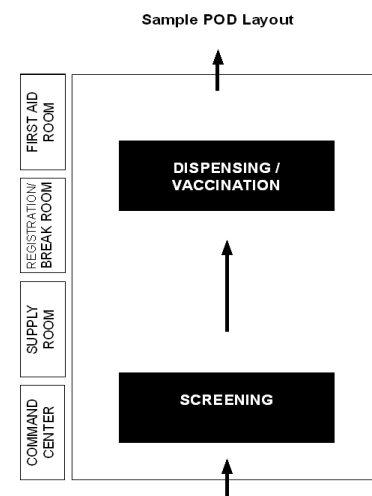 Sample POD Layout
FIRST AID
ROOM
DISPENSING /
VACCINATION
REGISTRATION/
BREAK ROOM
SUPPLY
ROOM
SCREENING
COMMAND
CENTER